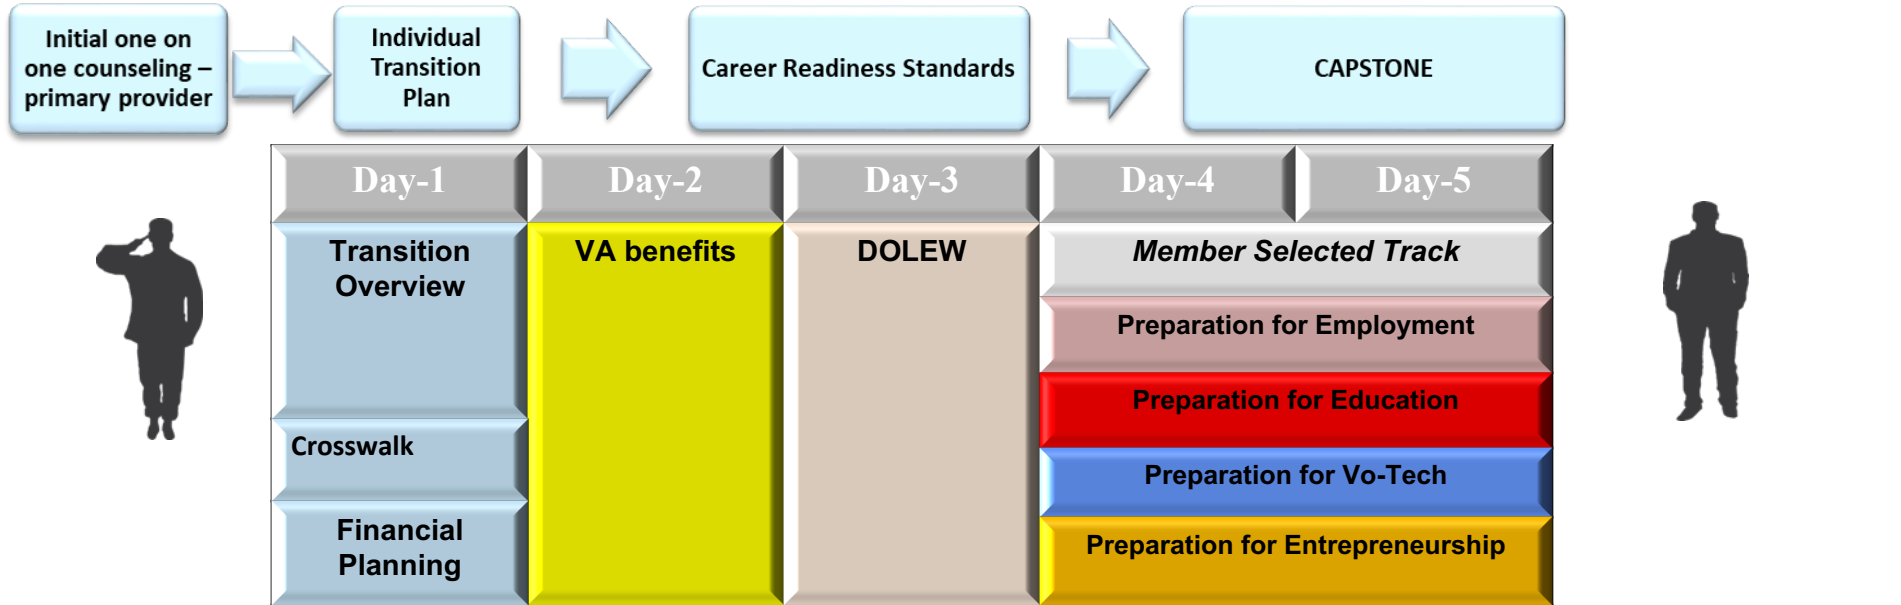 Initial one on
one counseling –
primary provider
Individual
Transition
Plan
Career Readiness Standards
CAPSTONE
Day-1
Day-2
Day-3
Day-4
Day-5
Transition
Overview
VA benefits
DOLEW
Member Selected Track
Preparation for Employment
Preparation for Education
Crosswalk
Preparation for Vo-Tech
Financial
Planning
Preparation for Entrepreneurship